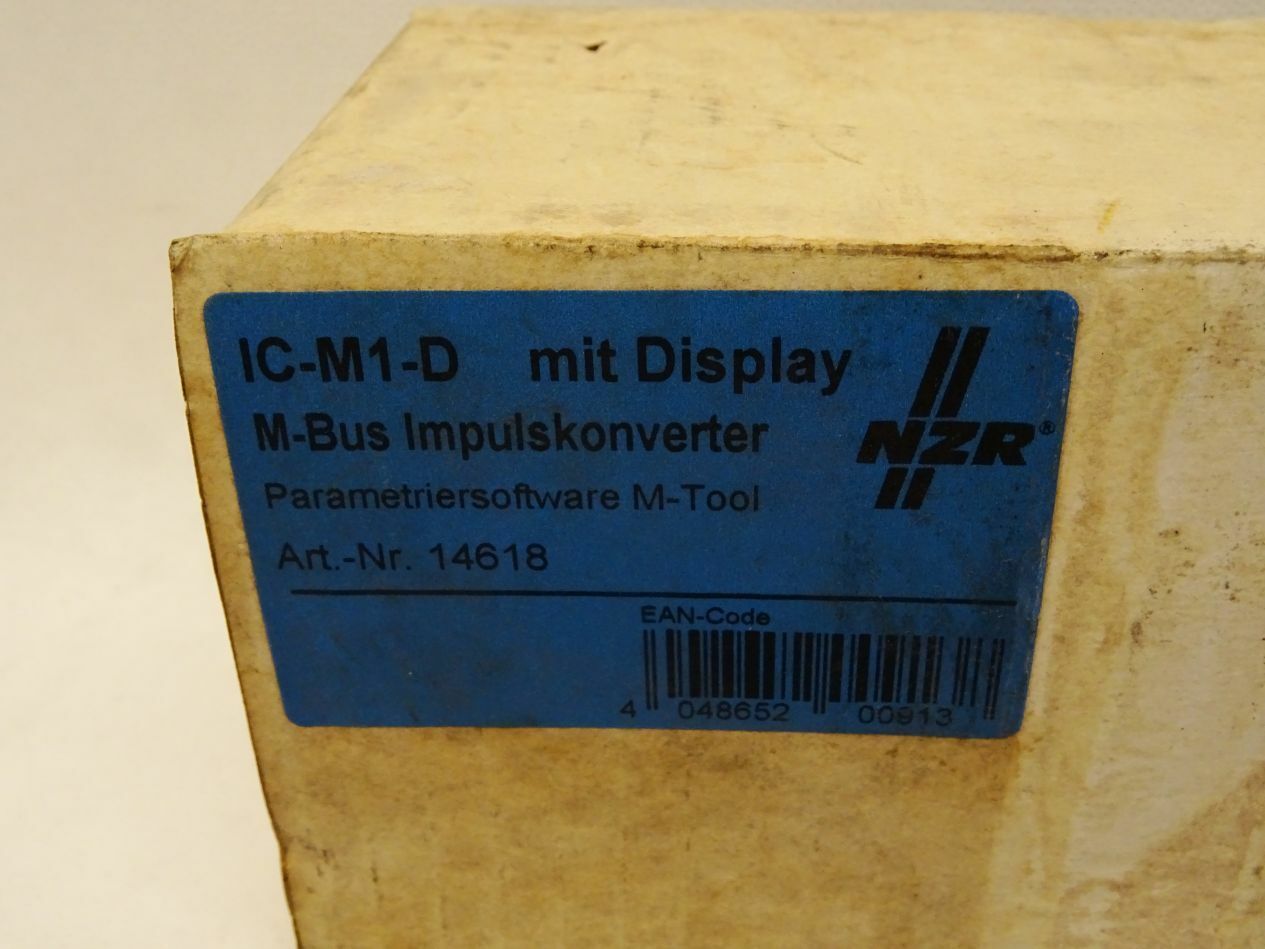 IC-M1-D mit Display
M-Bus Impulskonverter
NZR®
Parametriersoftware M-Tool
Art.-Nr. 14618
EAN-Code
4 048652 00913